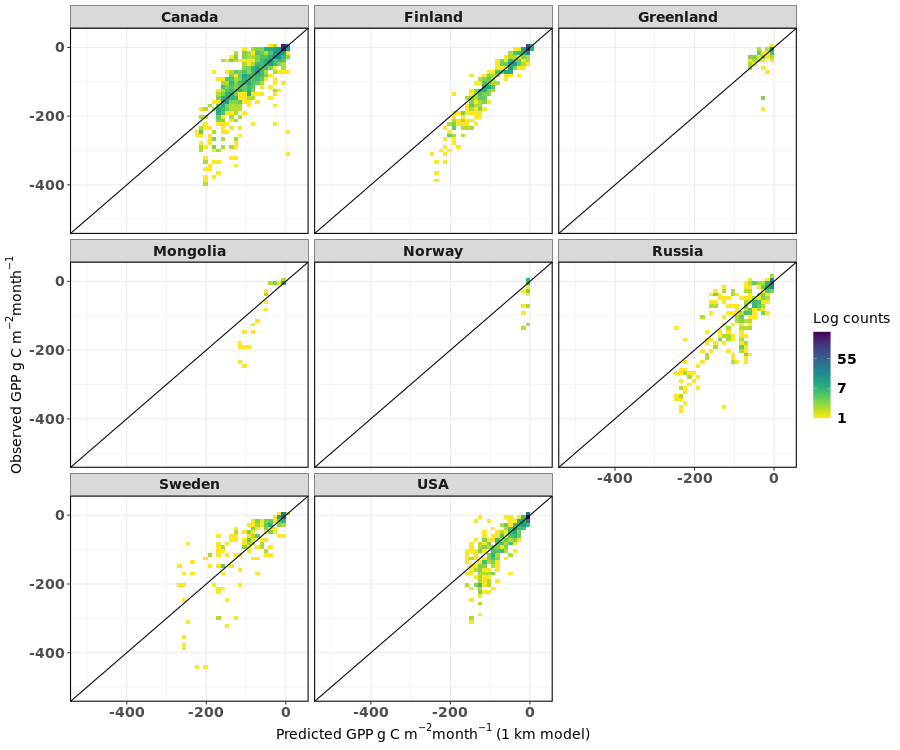 Canada Finland Greenland
0
-200
-400
Mongolia Norway Russia
0
-200
-400
-400 -200 0
Sweden USA
0
-200
-400
-400 -200 0 -400 -200 0
Observed GPP g C m⁻²month⁻¹
Predicted GPP g C m⁻²month⁻¹ (1 km model)
Log counts
55
7
1